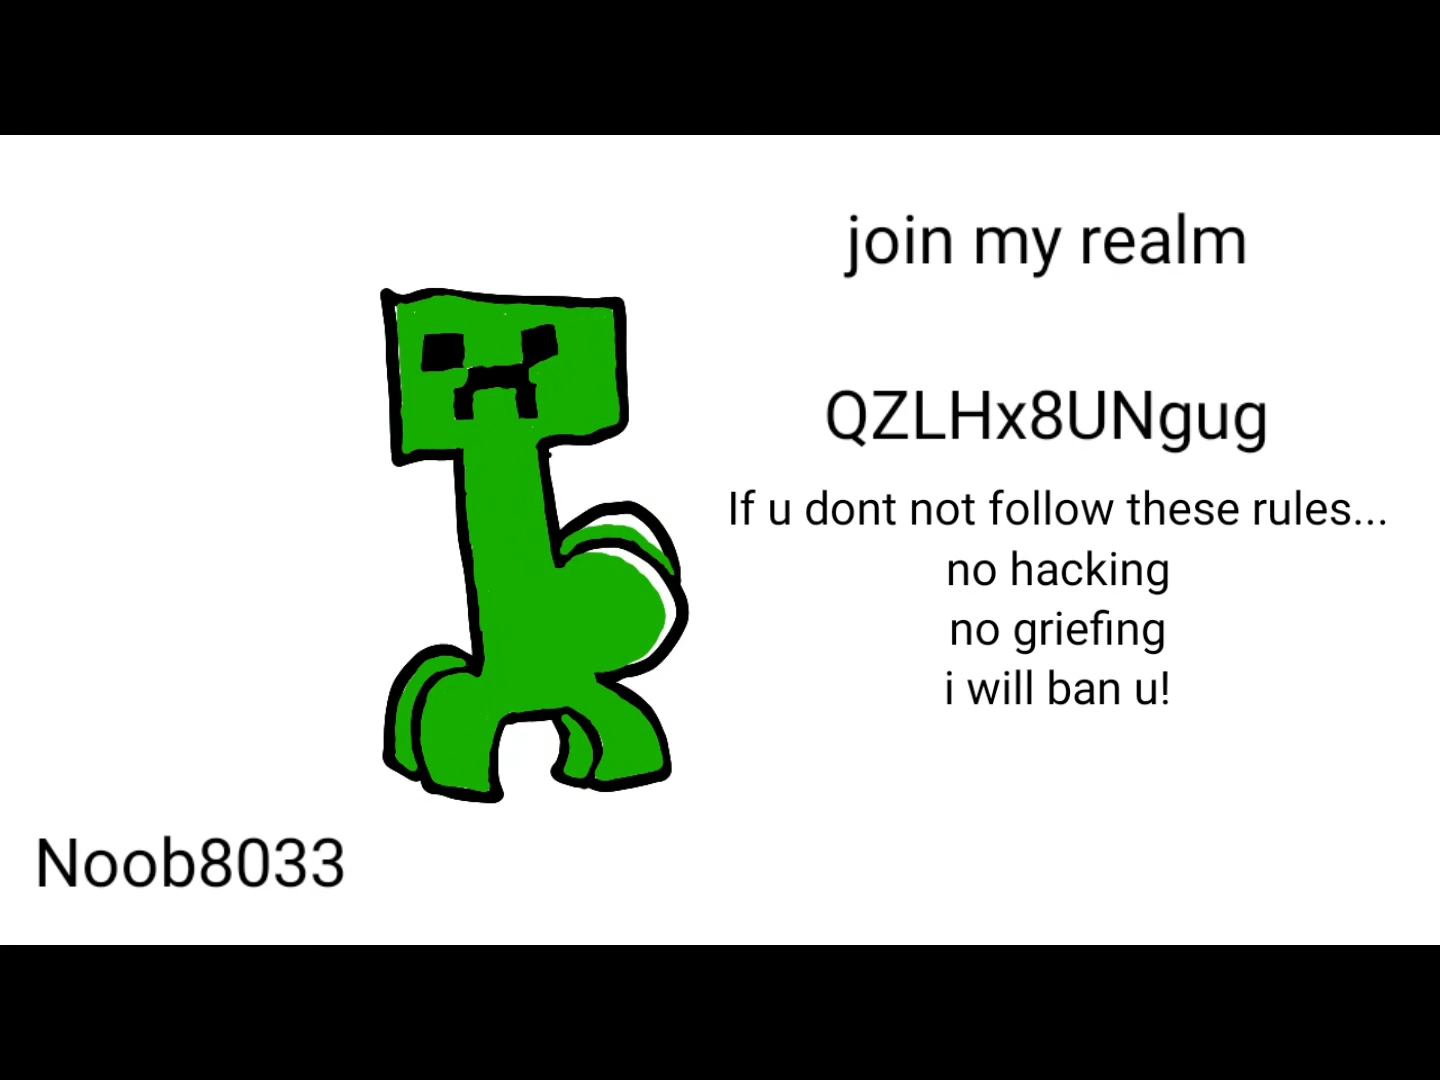 join my realm
QZLHx8UNgug
If u dont not follow these rules...
no hacking
no griefing
i will ban u!
Noob8033